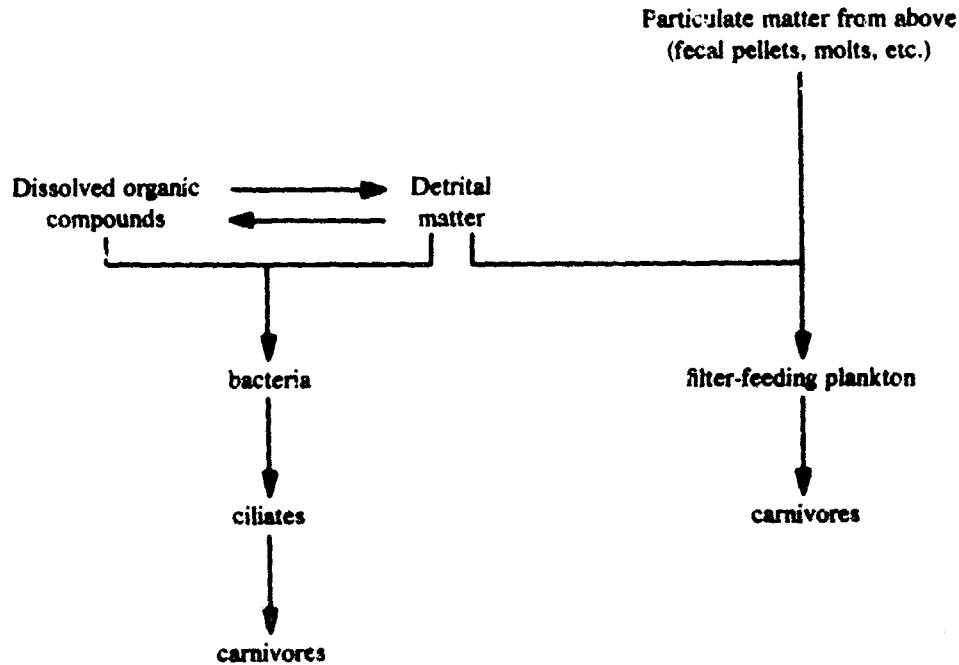 Particulate matter from above
(fecal pellets, molts, etc.)
Dissolved organic
compounds
Detrital
matter
bacteria
filter-feeding plankton
ciliates
carnivores
carnivores